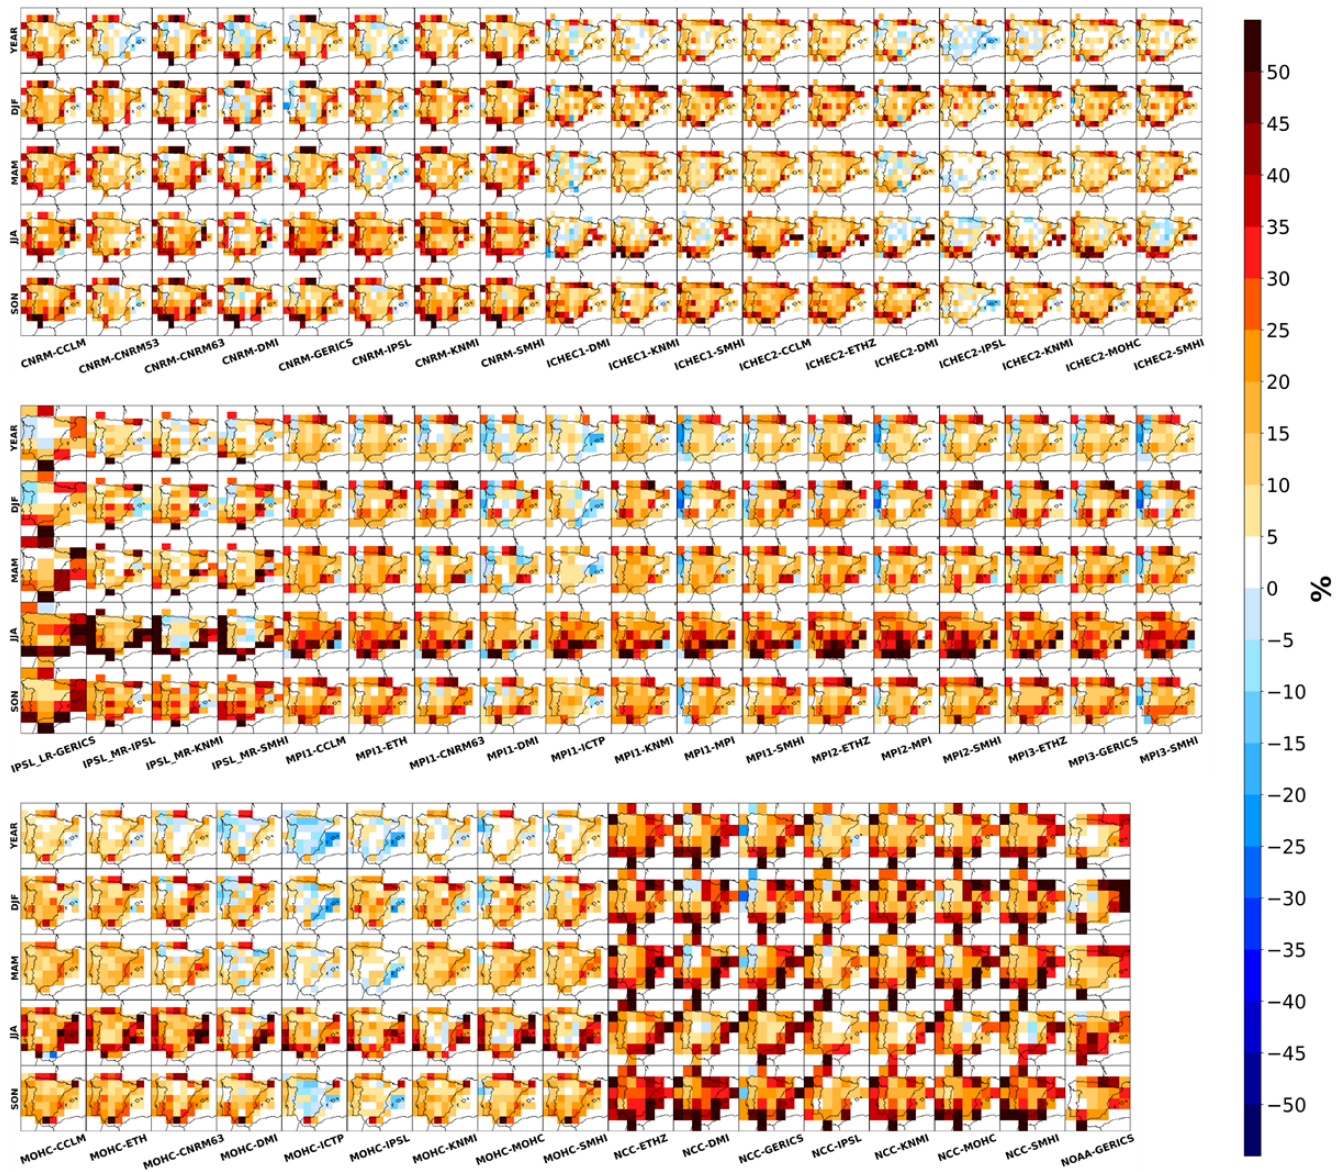 YEAR
DJF
MAM
JJA
SON
CNRM-CCLM CNRM-CNRM53 CNRM-CNRM63 CNRM-DMI CNRM-GERICS CNRM-IPSL CNRM-KNMI CNRM-SMHI ICHEC1-DMI ICHEC1-KNMI ICHEC1-SMHI ICHEC2-CCLM ICHEC2-ETHZ ICHEC2-DMI ICHEC2-IPSL ICHEC2-KNMI ICHEC2-MOHC ICHEC2-SMHI
YEAR
DJF
MAM
JJA
SON
IPSL_LR-GERICS IPSL_MR-IPSL IPSL_MR-KNMI IPSL_MR-SMHI MPI1-CCLM MPI1-ETH MPI1-CNRM63 MPI1-DMI MPI1-ICTP MPI1-KNMI MPI1-MPI MPI1-SMHI MPI2-ETHZ MPI2-MPI MPI2-SMHI MPI3-ETHZ MPI3-GERICS MPI3-SMHI
YEAR
DJF
MAM
JJA
SON
MOHC-CCLM MOHC-ETH MOHC-CNRM63 MOHC-DMI MOHC-ICTP MOHC-IPSL MOHC-KNMI MOHC-MOHC MOHC-SMHI NCC-ETHZ NCC-DMI NCC-GERICS NCC-IPSL NCC-KNMI NCC-MOHC NCC-SMHI NOAA-GERICS
50
45
40
35
30
25
20
15
10
5
0
−5
−10
−15
−20
−25
−30
−35
−40
−45
−50
%